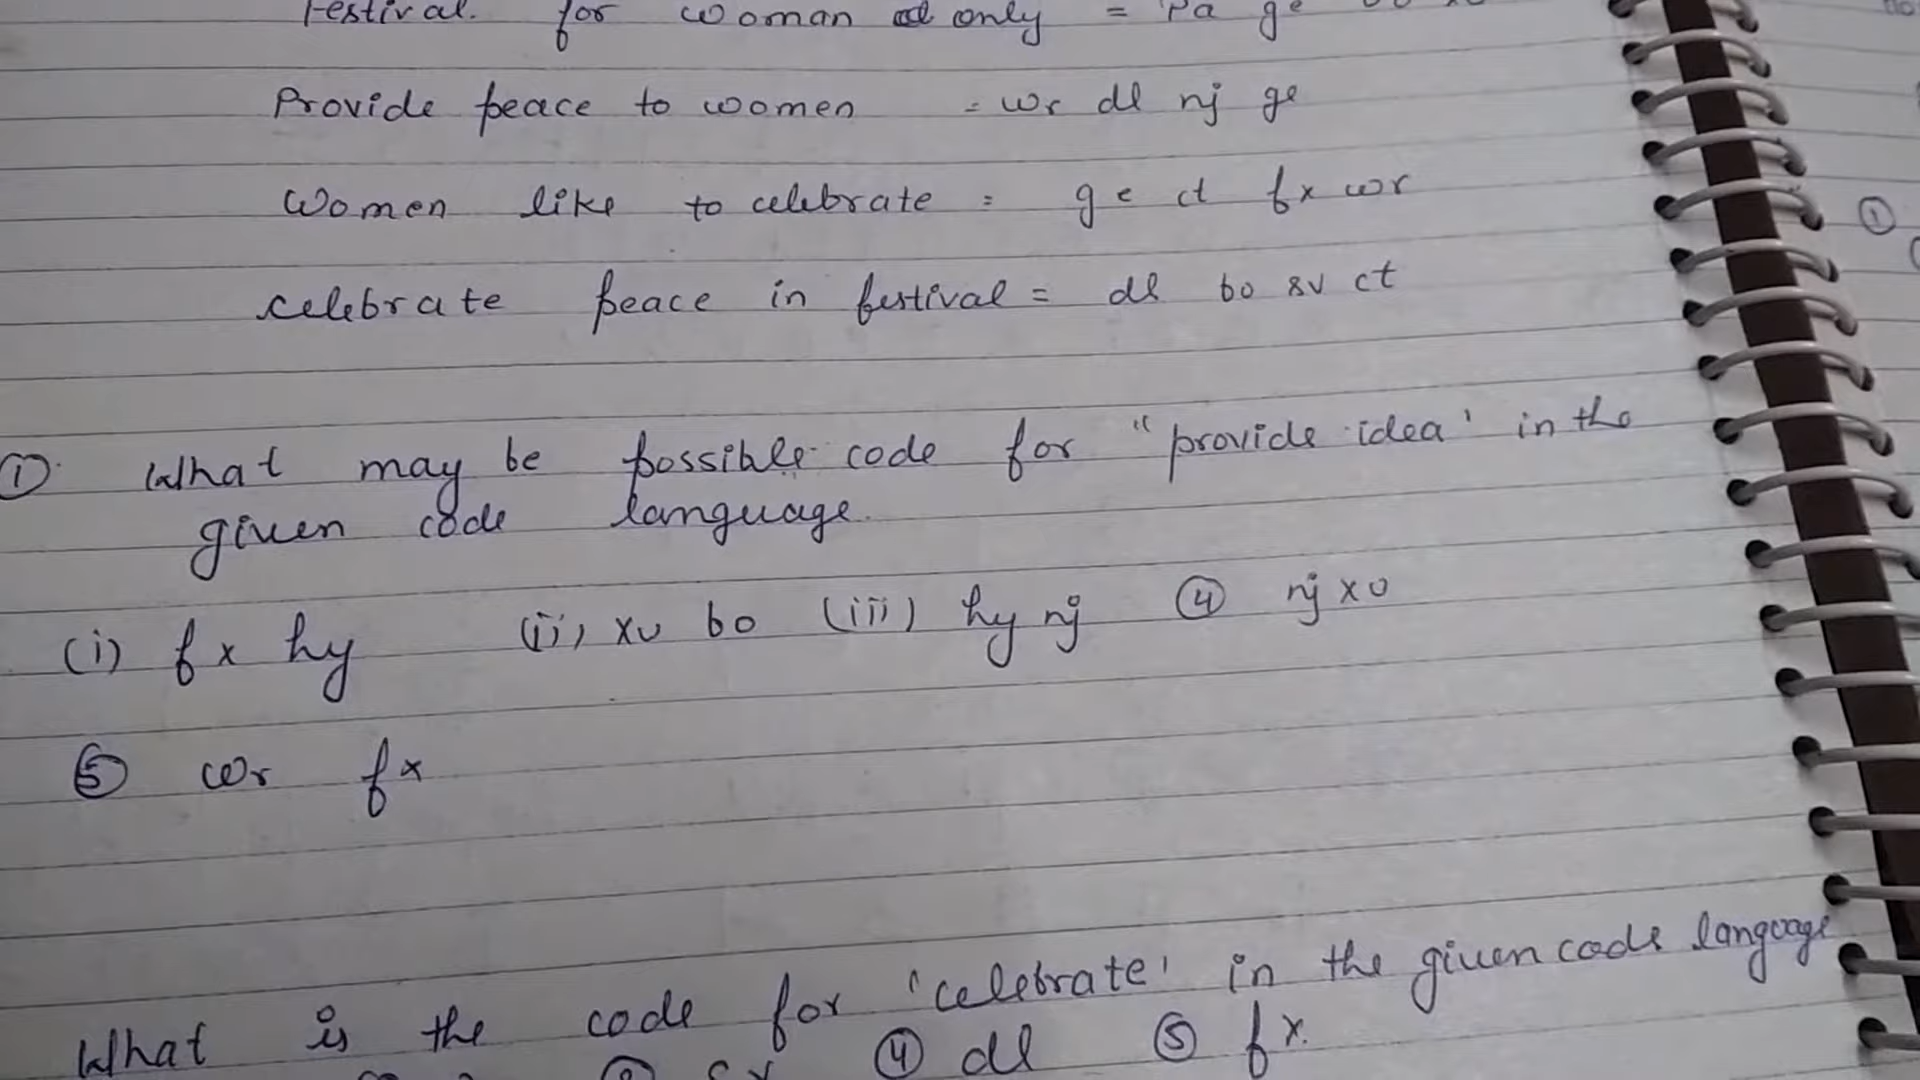 Festival. for woman only = Pa ge
Provide peace to women = wr dl nj ge
Women like to celebrate = ge ct fx wr
celebrate peace in festival = dl bo sv ct
① What may be possible code for "provide idea' in the
given code language.
(i) fx hy (ii) xu bo (iii) hy nj ④ nj xu
⑤ wr fx
What is the code for 'celebrate' in the given code language
④ dl ⑤ fx.
①